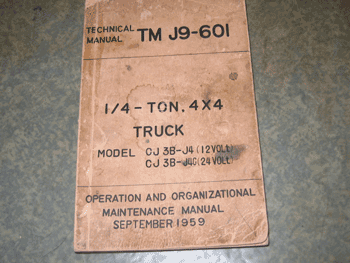 TECHNICAL MANUAL TM J9-601
1/4-TON. 4X4
TRUCK
MODEL CJ 3B-J4 (12VOLT)
CJ 3B-J4C(24VOLT)
OPERATION AND ORGANIZATIONAL
MAINTENANCE MANUAL
SEPTEMBER 1959